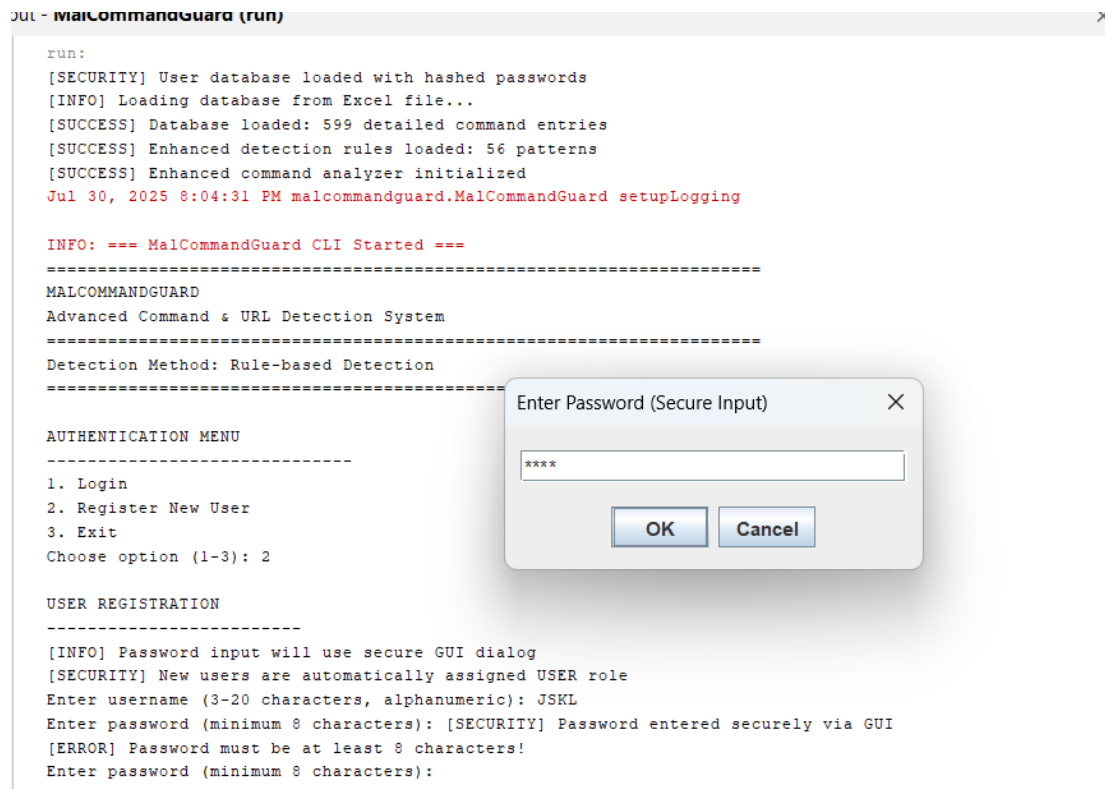 out - MalCommandGuard (run)
run:
[SECURITY] User database loaded with hashed passwords
[INFO] Loading database from Excel file...
[SUCCESS] Database loaded: 599 detailed command entries
[SUCCESS] Enhanced detection rules loaded: 56 patterns
[SUCCESS] Enhanced command analyzer initialized
Jul 30, 2025 8:04:31 PM malcommandguard.MalCommandGuard setupLogging
INFO: === MalCommandGuard CLI Started ===
======================================================================
MALCOMMANDGUARD
Advanced Command & URL Detection System
======================================================================
Detection Method: Rule-based Detection
=============================================
AUTHENTICATION MENU
------------------------------
1. Login
2. Register New User
3. Exit
Choose option (1-3): 2
USER REGISTRATION
-------------------------
[INFO] Password input will use secure GUI dialog
[SECURITY] New users are automatically assigned USER role
Enter username (3-20 characters, alphanumeric): JSKL
Enter password (minimum 8 characters): [SECURITY] Password entered securely via GUI
[ERROR] Password must be at least 8 characters!
Enter password (minimum 8 characters):
Enter Password (Secure Input)
****
OK Cancel